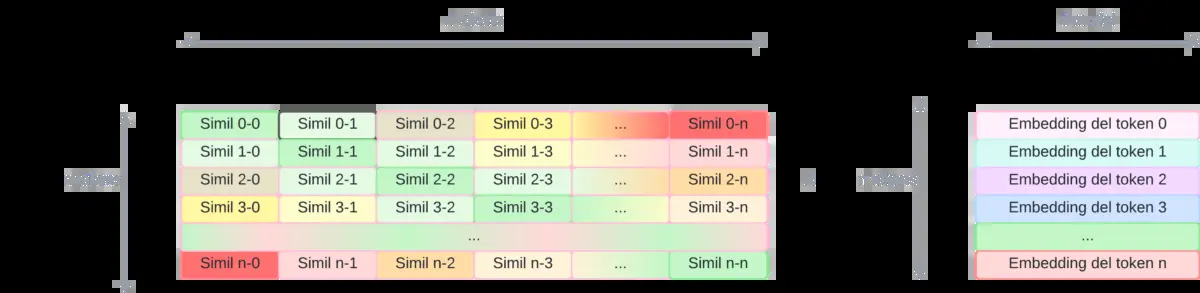 Simil 0-0 Simil 0-1 Simil 0-2 Simil 0-3 ... Simil 0-n
Simil 1-0 Simil 1-1 Simil 1-2 Simil 1-3 ... Simil 1-n
Simil 2-0 Simil 2-1 Simil 2-2 Simil 2-3 ... Simil 2-n
Simil 3-0 Simil 3-1 Simil 3-2 Simil 3-3 ... Simil 3-n
...
Simil n-0 Simil n-1 Simil n-2 Simil n-3 ... Simil n-n
Embedding del token 0
Embedding del token 1
Embedding del token 2
Embedding del token 3
...
Embedding del token n